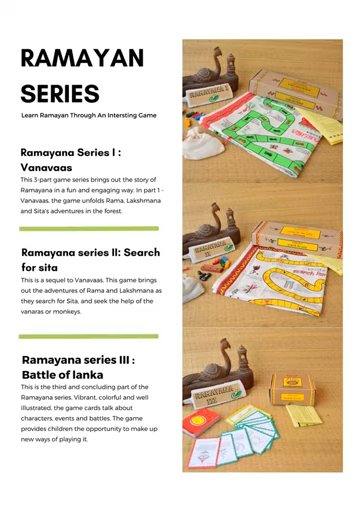 RAMAYAN
SERIES
Learn Ramayan Through An Intersting Game
Ramayana Series I :
Vanavaas
This 3-part game series brings out the story of
Ramayana in a fun and engaging way. In part 1 -
Vanavaas, the game unfolds Rama, Lakshmana
and Sita's adventures in the forest.
Ramayana series II: Search
for sita
This is a sequel to Vanavaas. This game brings
out the adventures of Rama and Lakshmana as
they search for Sita, and seek the help of the
vanaras or monkeys.
Ramayana series III :
Battle of lanka
This is the third and concluding part of the
Ramayana series. Vibrant, colorful and well
illustrated, the game cards talk about
characters, events and battles. The game
provides children the opportunity to make up
new ways of playing it.
RAMAYANA I
RAMAYANA
II
RAMAYANA
III